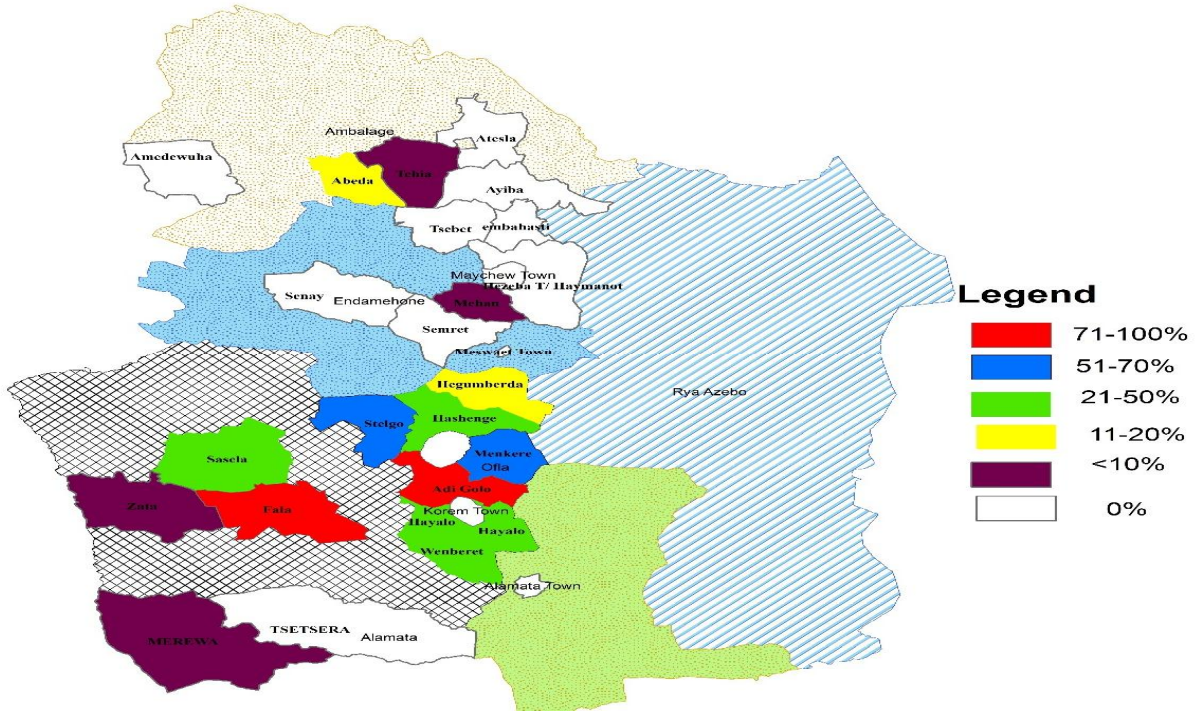 Atesla
Ambalage
Amedewuha
Tehia
Abeda
Ayiba
Tsebet
embahasti
Maychew Town
Hezeba T/ Haymanot
Senay
Endamehone
Mehan
Semret
Meswaef Town
Legend
71-100%
51-70%
21-50%
11-20%
<10%
0%
Hegumberda
Rya Azebo
Hashenge
Stelgo
Menkere
Ofla
Sasela
Adi Golo
Zata
Fala
Korem Town
Hayalo
Hayalo
Wenberet
Alamata Town
TSETSERA
Alamata
MEREWA